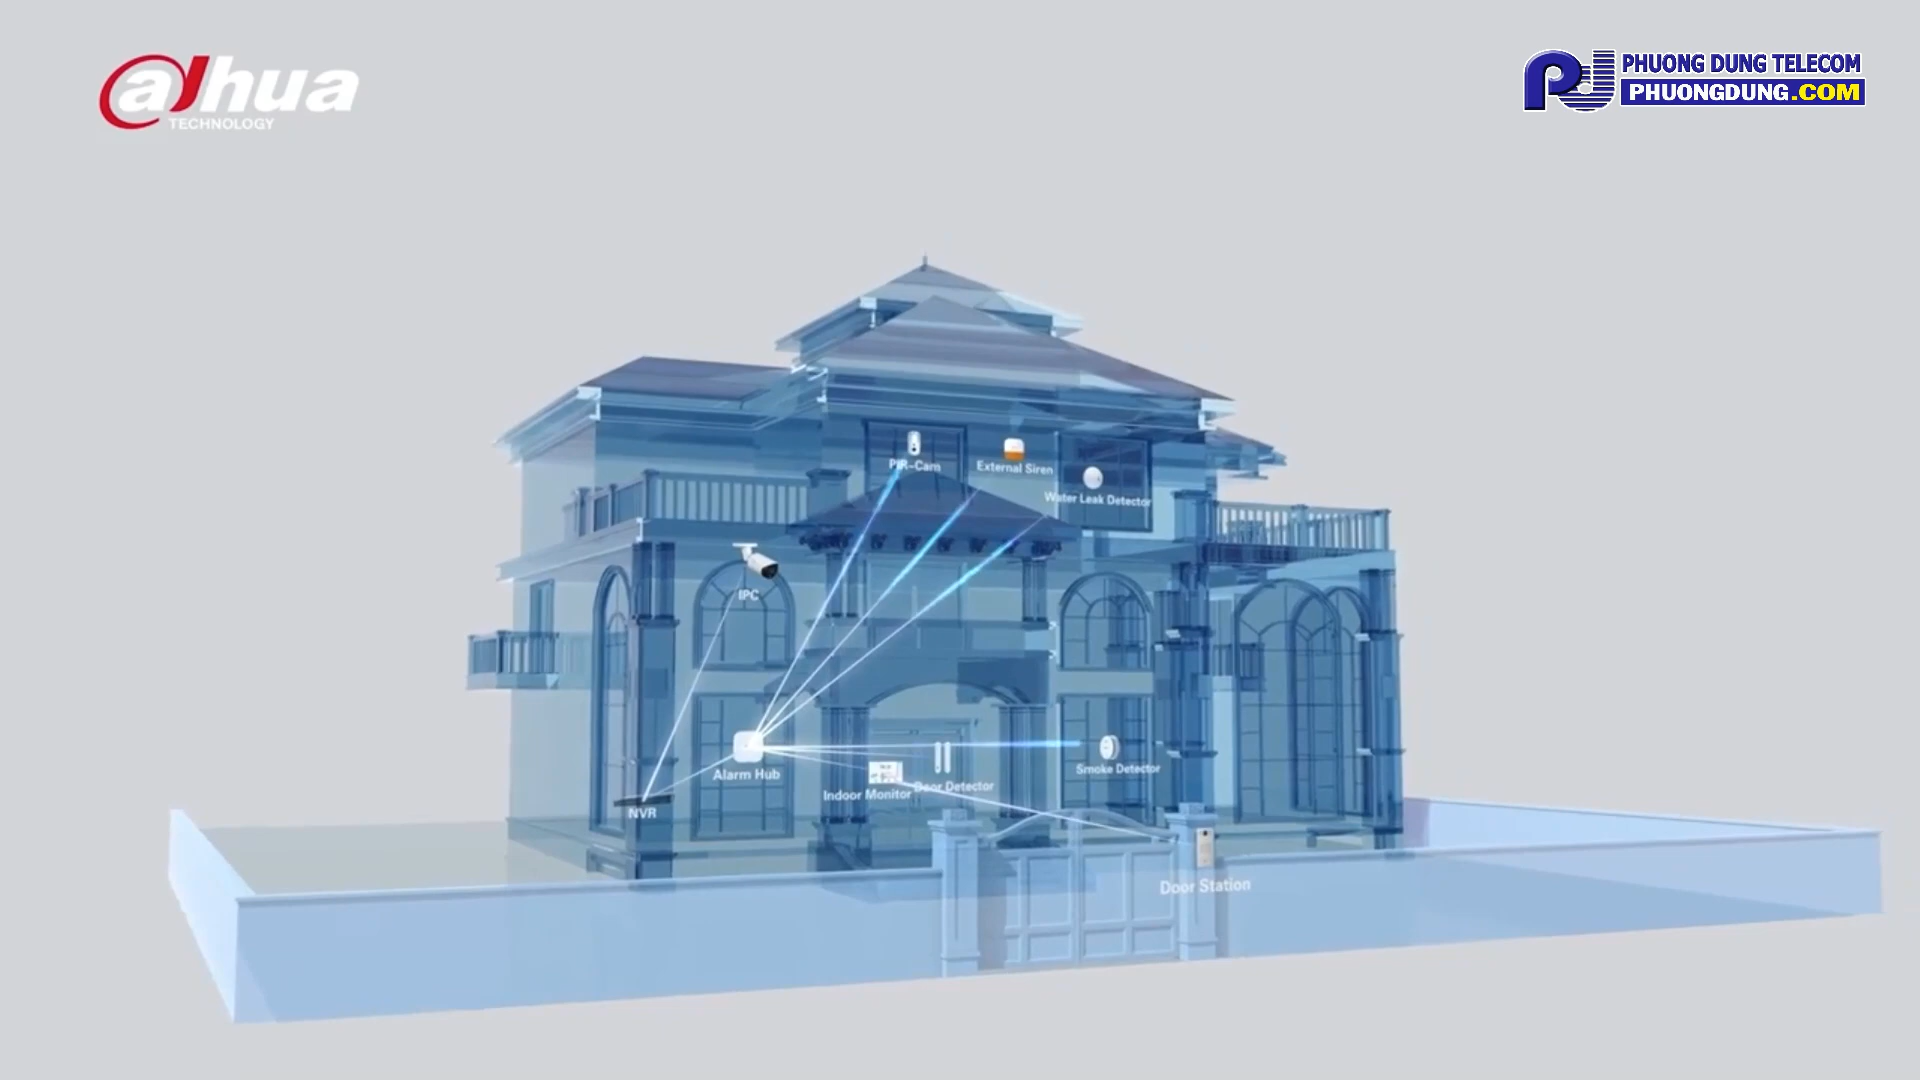 alhua
TECHNOLOGY
PHUONG DUNG TELECOM
PHUONGDUNG.COM
PIR-Cam
External Siren
Water Leak Detector
IPC
Alarm Hub
Smoke Detector
Indoor Monitor
Door Detector
NVR
Door Station